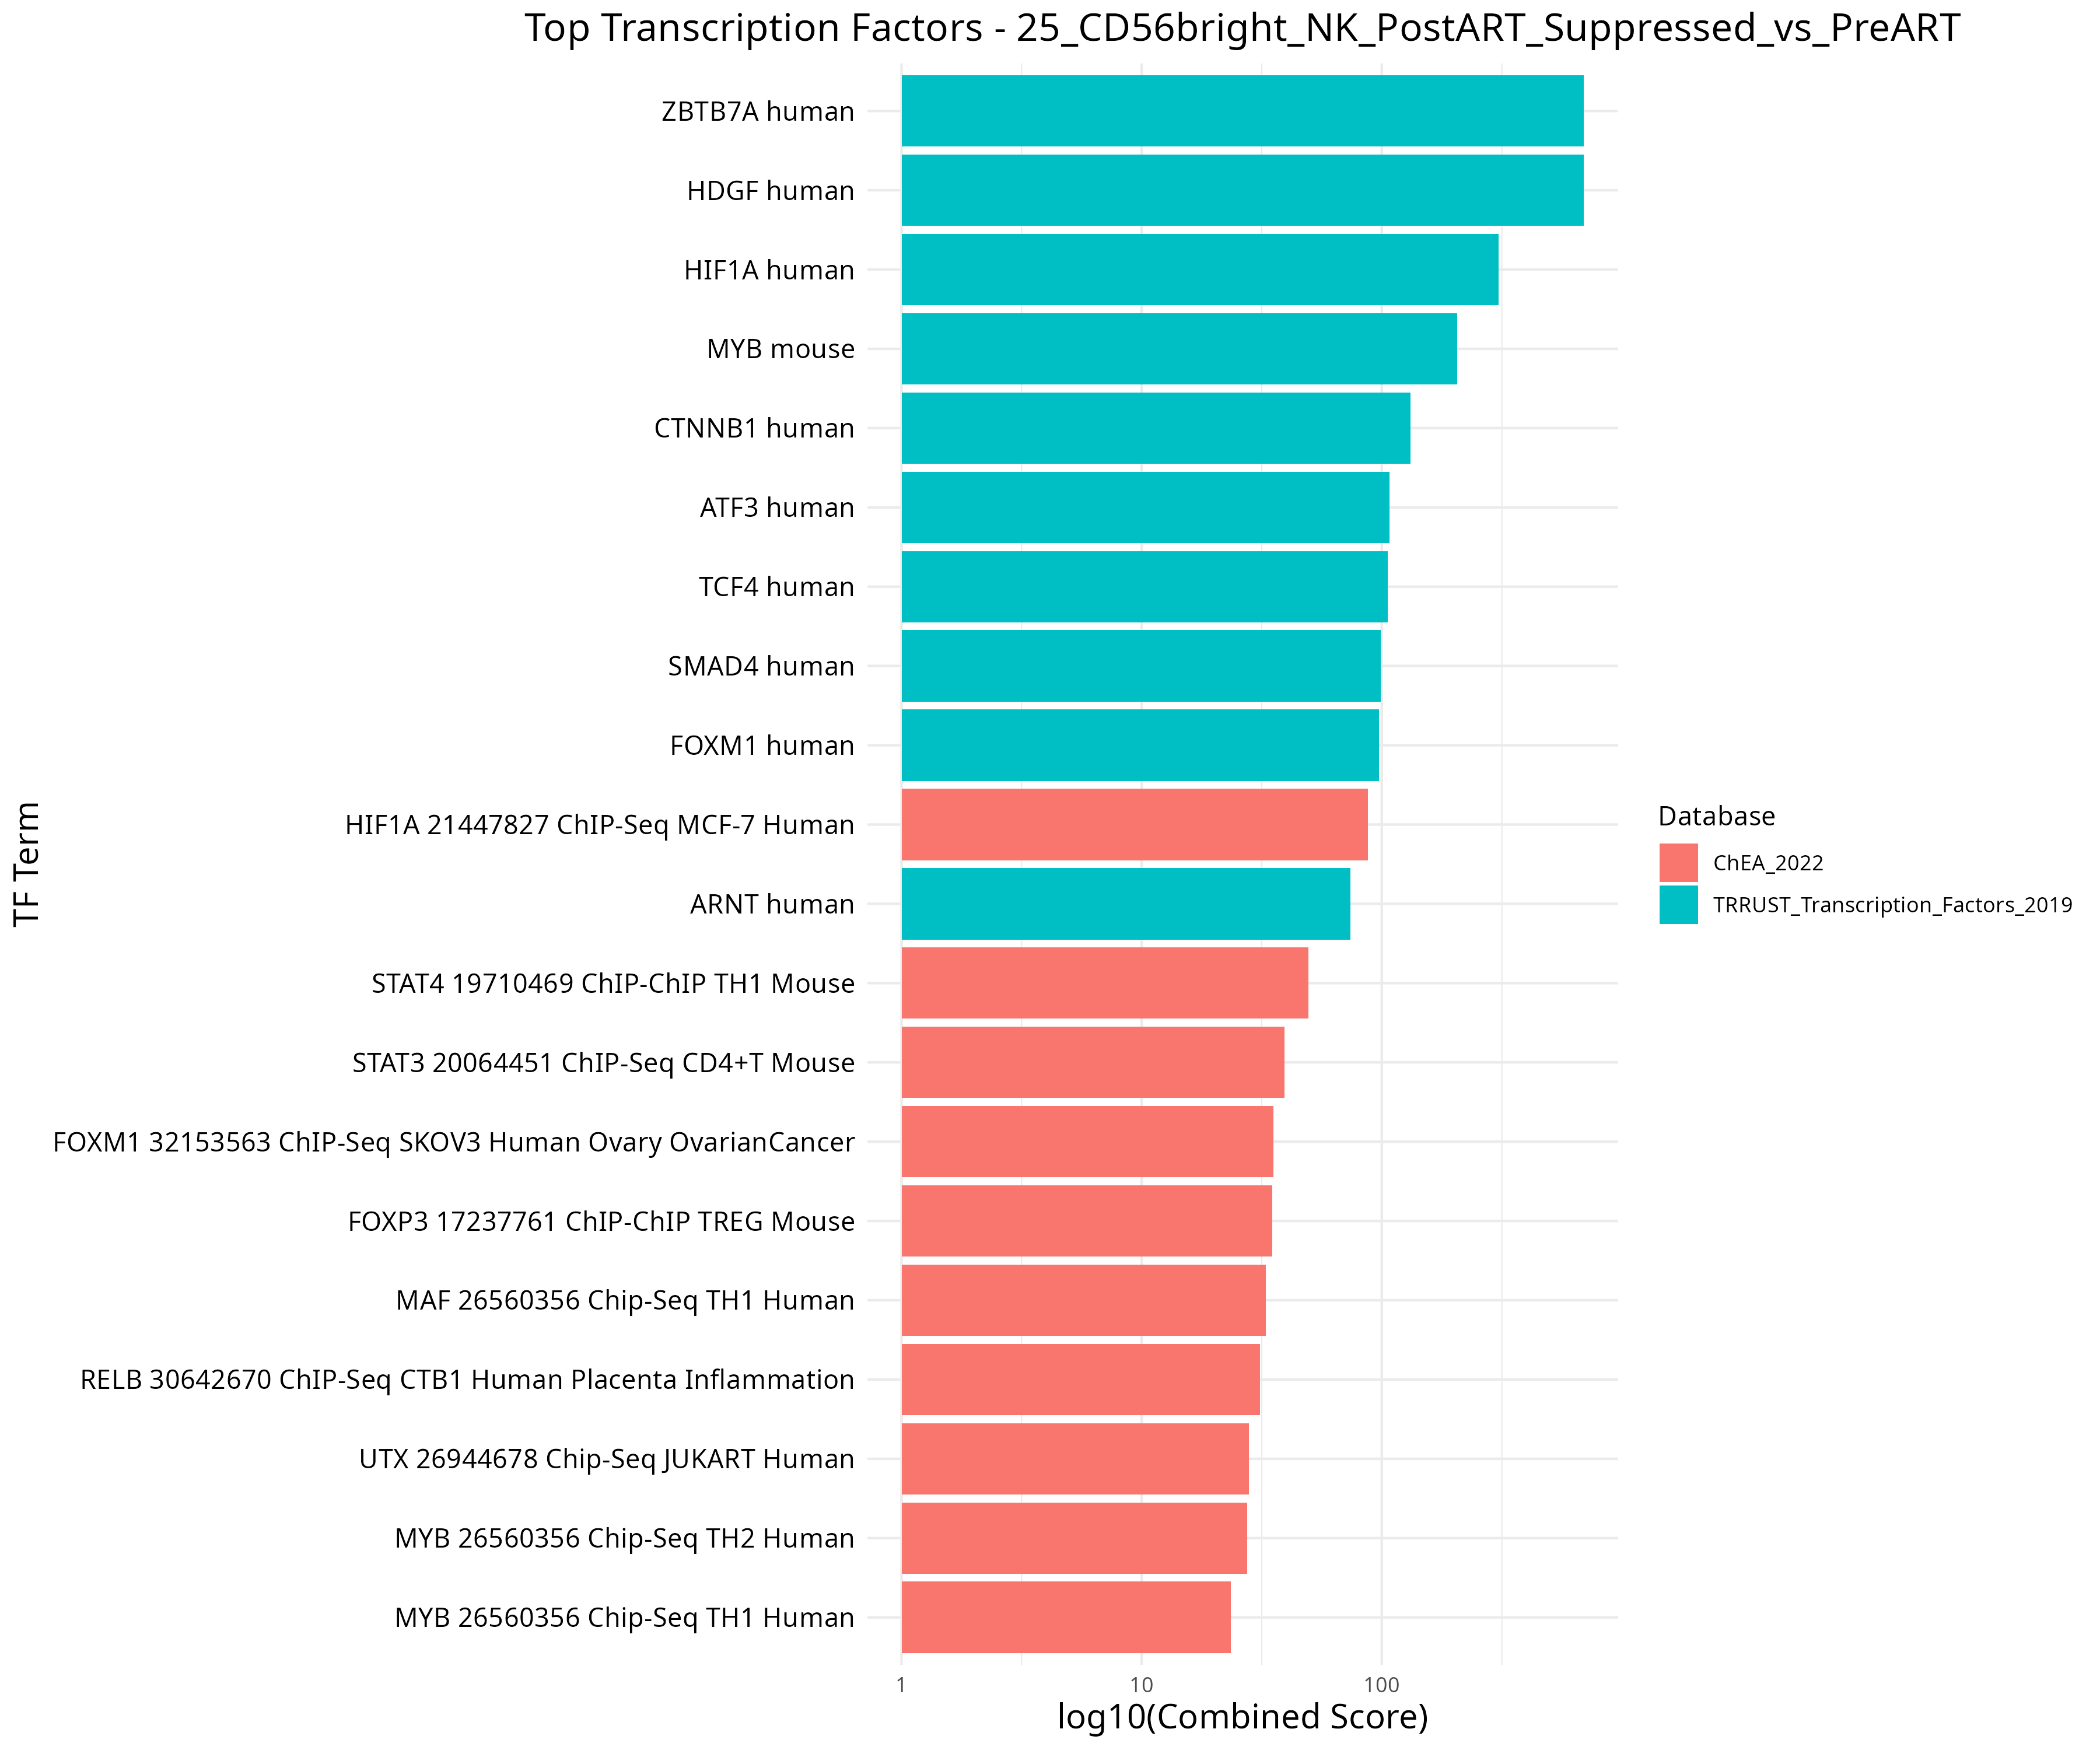 Top Transcription Factors - 25_CD56bright_NK_PostART_Suppressed_vs_PreART
TF Term
ZBTB7A human
HDGF human
HIF1A human
MYB mouse
CTNNB1 human
ATF3 human
TCF4 human
SMAD4 human
FOXM1 human
HIF1A 21447827 ChIP-Seq MCF-7 Human
ARNT human
STAT4 19710469 ChIP-ChIP TH1 Mouse
STAT3 20064451 ChIP-Seq CD4+T Mouse
FOXM1 32153563 ChIP-Seq SKOV3 Human Ovary OvarianCancer
FOXP3 17237761 ChIP-ChIP TREG Mouse
MAF 26560356 Chip-Seq TH1 Human
RELB 30642670 ChIP-Seq CTB1 Human Placenta Inflammation
UTX 26944678 Chip-Seq JUKART Human
MYB 26560356 Chip-Seq TH2 Human
MYB 26560356 Chip-Seq TH1 Human
1 10 100
log10(Combined Score)
Database
ChEA_2022
TRRUST_Transcription_Factors_2019